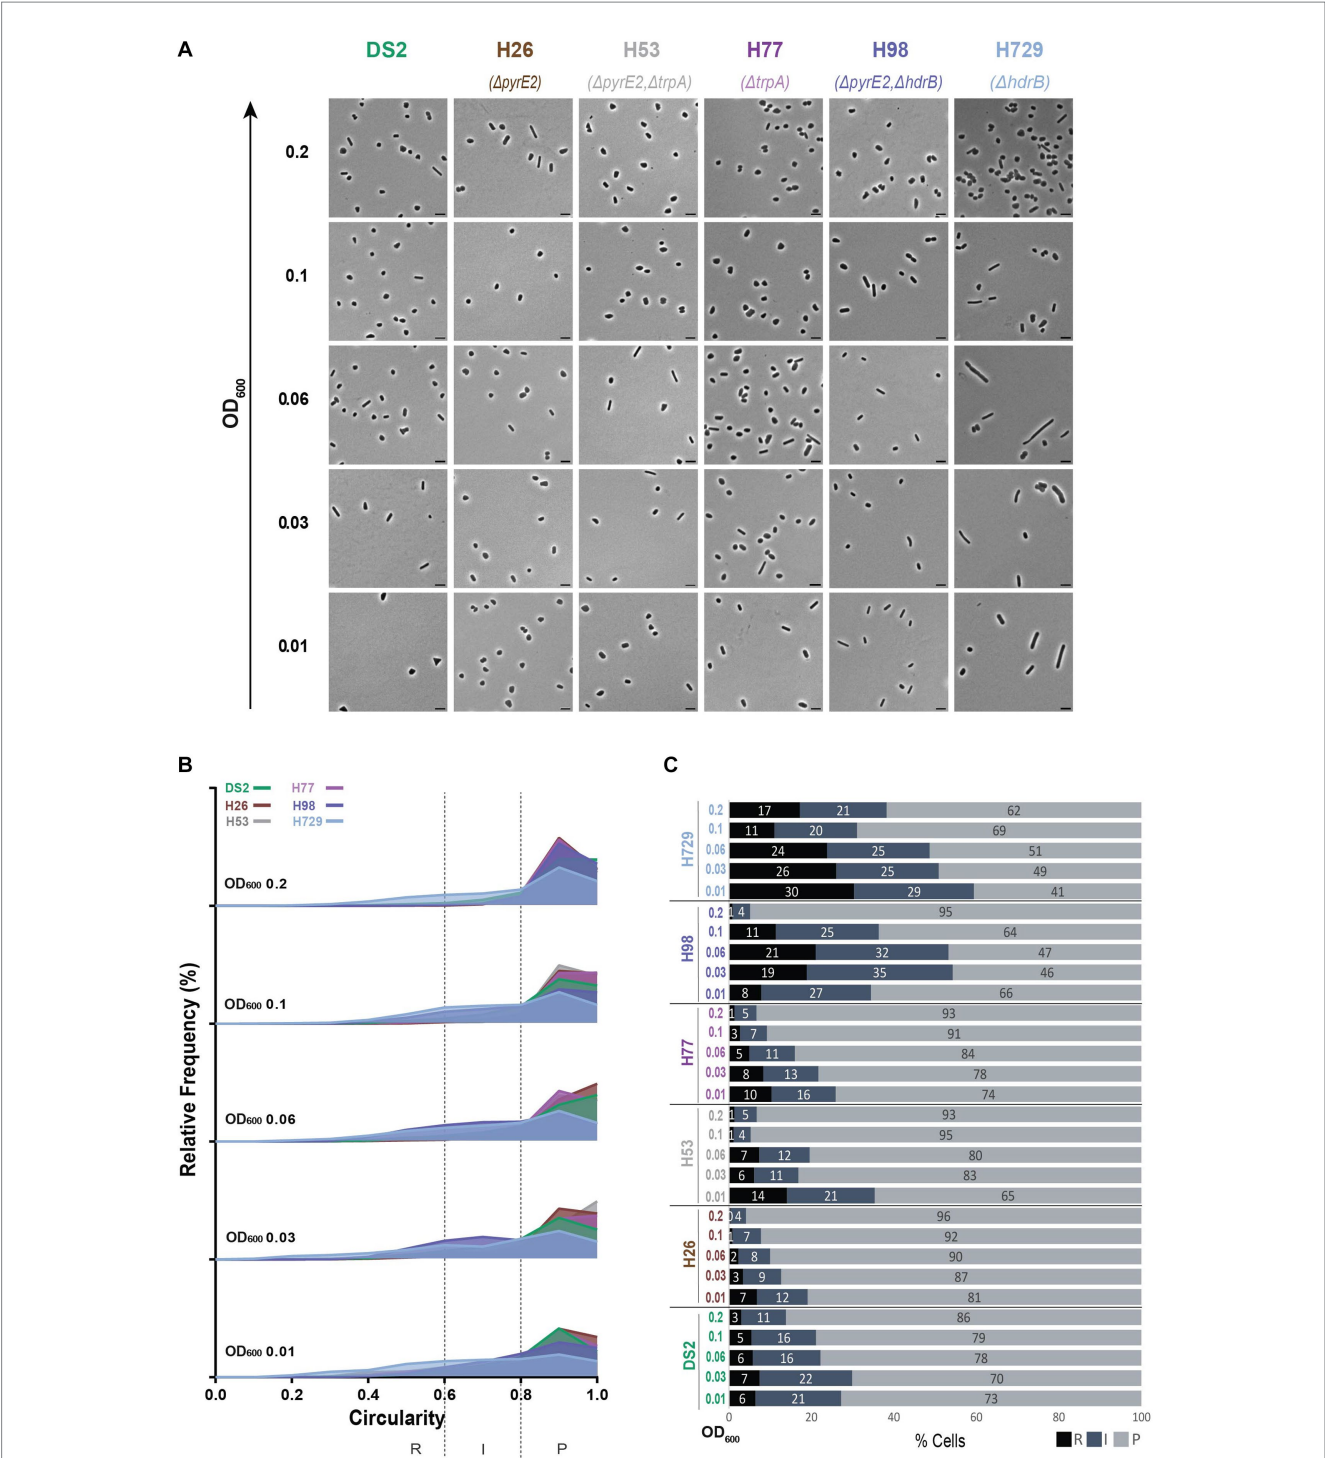 A
DS2 H26 H53 H77 H98 H729
(ΔpyrE2) (ΔpyrE2,ΔtrpA) (ΔtrpA) (ΔpyrE2,ΔhdrB) (ΔhdrB)
OD600
0.2
0.1
0.06
0.03
0.01
B
DS2 H77
H26 H98
H53 H729
Relative Frequency (%)
OD600 0.2
OD600 0.1
OD600 0.06
OD600 0.03
OD600 0.01
0.0 0.2 0.4 0.6 0.8 1.0
Circularity
R I P
C
H729
0.2 17 21 62
0.1 11 20 69
0.06 24 25 51
0.03 26 25 49
0.01 30 29 41
H98
0.2 1 4 95
0.1 11 25 64
0.06 21 32 47
0.03 19 35 46
0.01 8 27 66
H77
0.2 1 5 93
0.1 3 7 91
0.06 5 11 84
0.03 8 13 78
0.01 10 16 74
H53
0.2 1 5 93
0.1 1 4 95
0.06 7 12 80
0.03 6 11 83
0.01 14 21 65
H26
0.2 0 4 96
0.1 1 7 92
0.06 2 8 90
0.03 3 9 87
0.01 7 12 81
DS2
0.2 3 11 86
0.1 5 16 79
0.06 6 16 78
0.03 7 22 70
0.01 6 21 73
0 20 40 60 80 100
OD600
% Cells
R I P